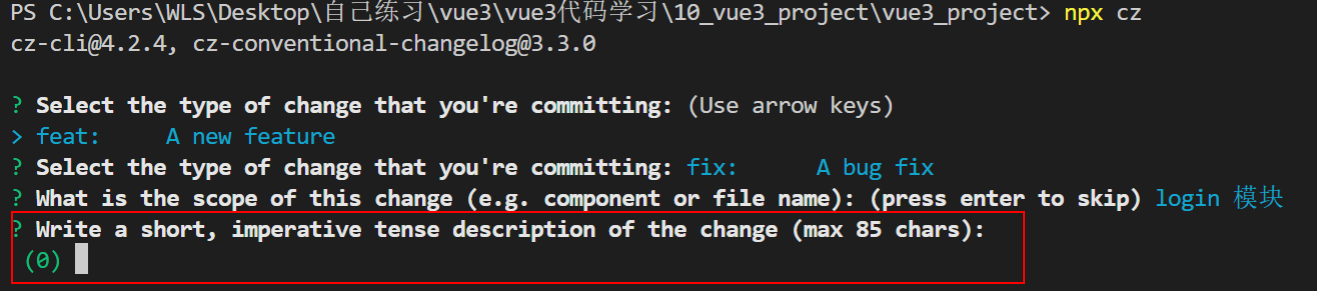 PS C:\Users\WLS\Desktop\自己练习\vue3\vue3代码学习\10_vue3_project\vue3_project> npx cz
cz-cli@4.2.4, cz-conventional-changelog@3.3.0
? Select the type of change that you're committing: (Use arrow keys)
> feat:     A new feature
? Select the type of change that you're committing: fix:      A bug fix
? What is the scope of this change (e.g. component or file name): (press enter to skip) login 模块
? Write a short, imperative tense description of the change (max 85 chars):
(0)